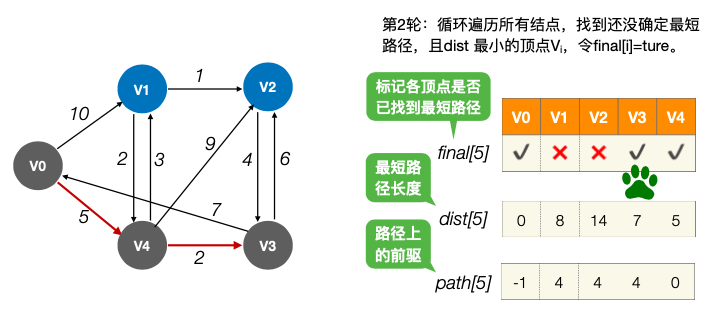 第2轮：循环遍历所有结点，找到还没确定最短
路径，且dist 最小的顶点Vi，令final[i]=ture。
标记各顶点是否
已找到最短路径
V0 V1 V2 V3 V4
final[5] ✓ ✗ ✗ ✓ ✓
最短路
径长度
dist[5] 0 8 14 7 5
路径上
的前驱
path[5] -1 4 4 4 0
V1 1 V2
10
2 3 9 4 6
V0
5 7
V4 2 V3